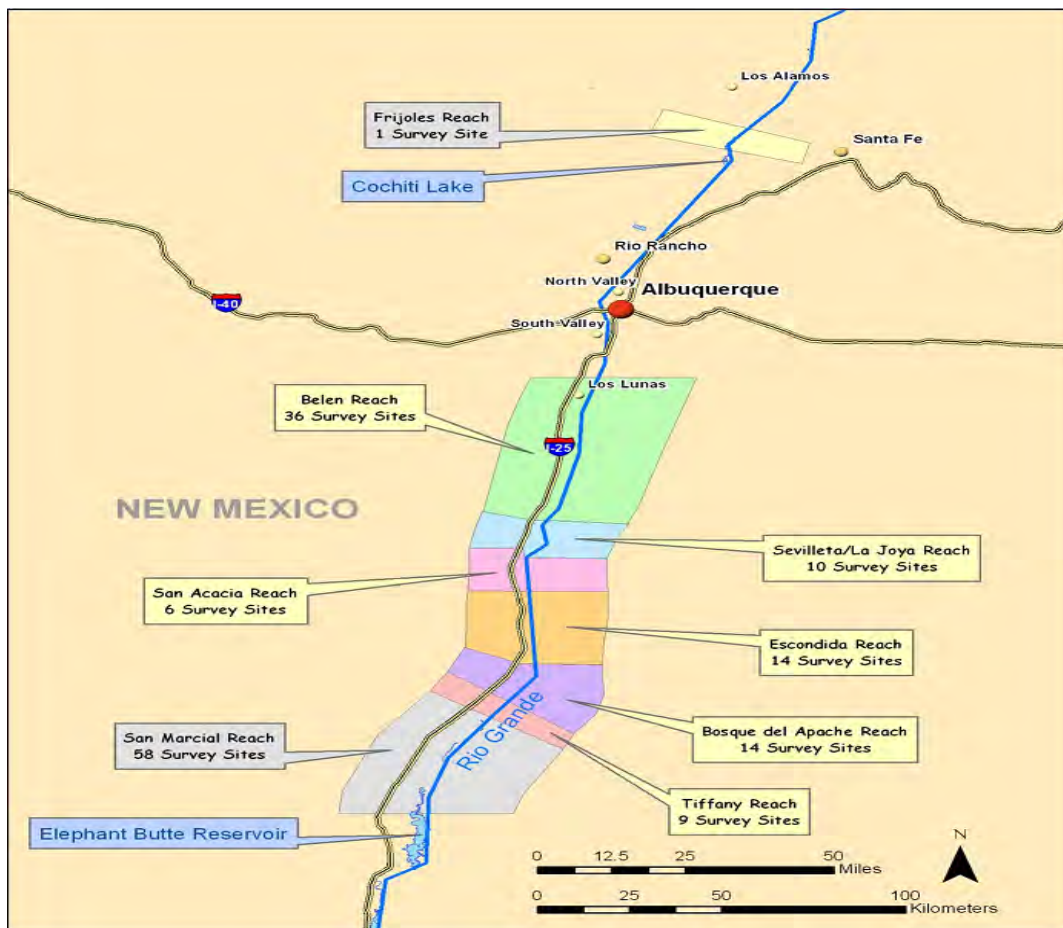 Los Alamos
Frijoles Reach
1 Survey Site
Santa Fe
Cochiti Lake
Rio Rancho
North Valley
Albuquerque
I-40
South Valley
Los Lunas
Belen Reach
36 Survey Sites
I-25
NEW MEXICO
Sevilleta/La Joya Reach
10 Survey Sites
San Acacia Reach
6 Survey Sites
Escondida Reach
14 Survey Sites
Rio Grande
Bosque del Apache Reach
14 Survey Sites
San Marcial Reach
58 Survey Sites
Tiffany Reach
9 Survey Sites
Elephant Butte Reservoir
N
0 12.5 25 50
Miles
0 25 50 100
Kilometers